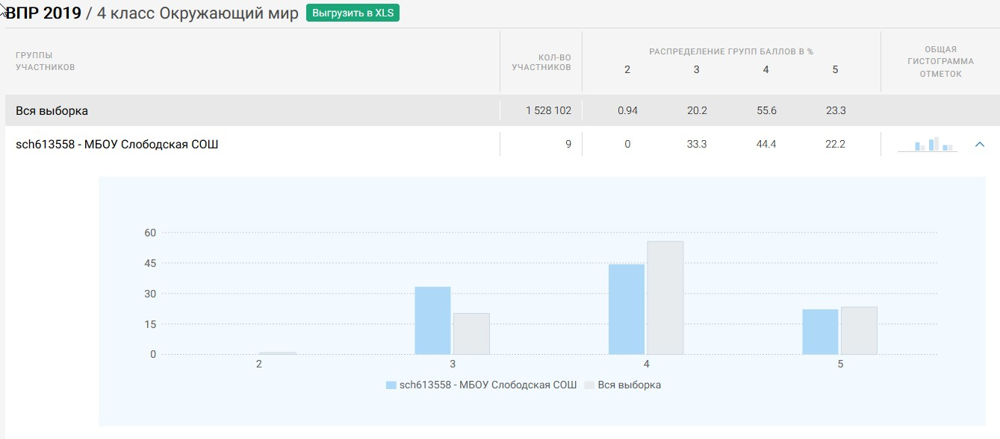 ВПР 2019 / 4 класс Окружающий мир Выгрузить в XLS
ГРУППЫ УЧАСТНИКОВ
КОЛ-ВО УЧАСТНИКОВ
РАСПРЕДЕЛЕНИЕ ГРУПП БАЛЛОВ В %
2 3 4 5
ОБЩАЯ ГИСТОГРАММА ОТМЕТОК
Вся выборка 1 528 102 0.94 20.2 55.6 23.3
sch613558 - МБОУ Слободская СОШ 9 0 33.3 44.4 22.2
60
45
30
15
0
2 3 4 5
sch613558 - МБОУ Слободская СОШ Вся выборка